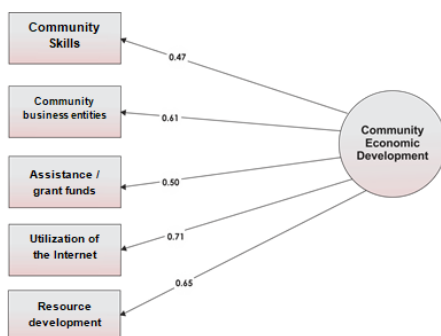 Community
Skills
0.47
Community
business entities
0.61
Community
Economic
Development
Assistance /
grant funds
0.50
Utilization of
the Internet
0.71
Resource
development
0.65